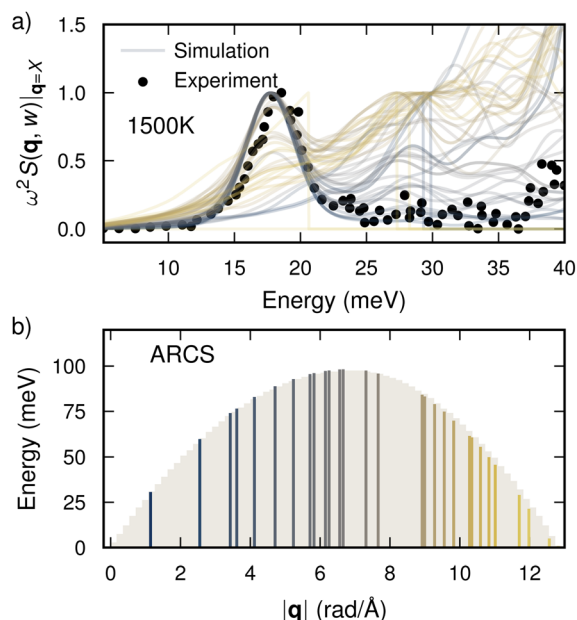 a)
ω² S(q, w)|q=X
1.5
1.0
0.5
0.0
Simulation
Experiment
1500K
10 15 20 25 30 35 40
Energy (meV)
b)
ARCS
Energy (meV)
100
75
50
25
0
0 2 4 6 8 10 12
|q| (rad/Å)